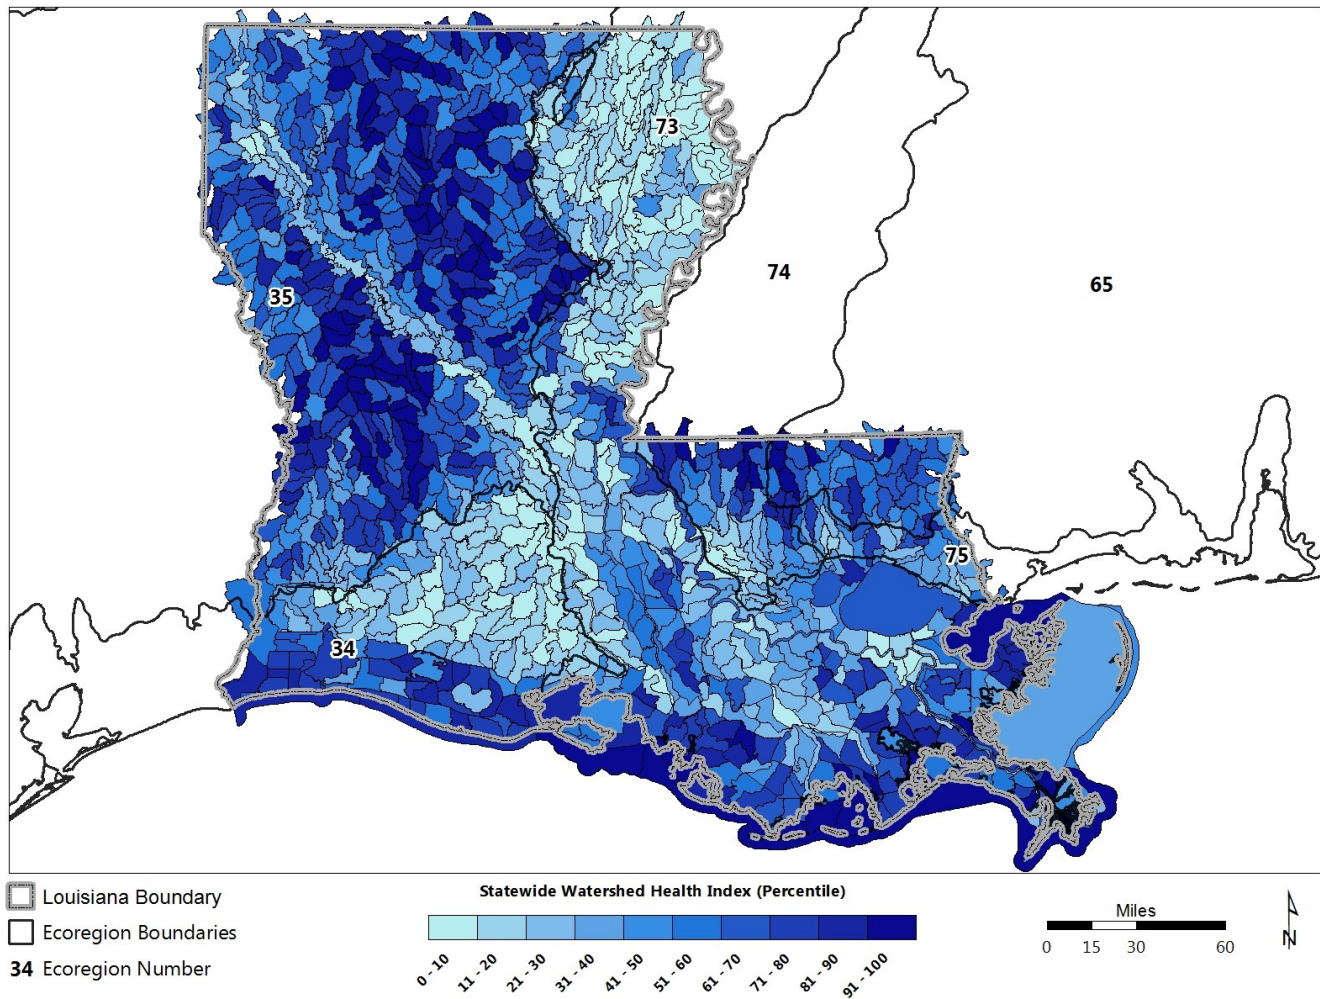 73
74
65
35
75
34
Louisiana Boundary
Ecoregion Boundaries
34 Ecoregion Number
Statewide Watershed Health Index (Percentile)
0 - 10
11 - 20
21 - 30
31 - 40
41 - 50
51 - 60
61 - 70
71 - 80
81 - 90
91 - 100
Miles
0 15 30 60
N